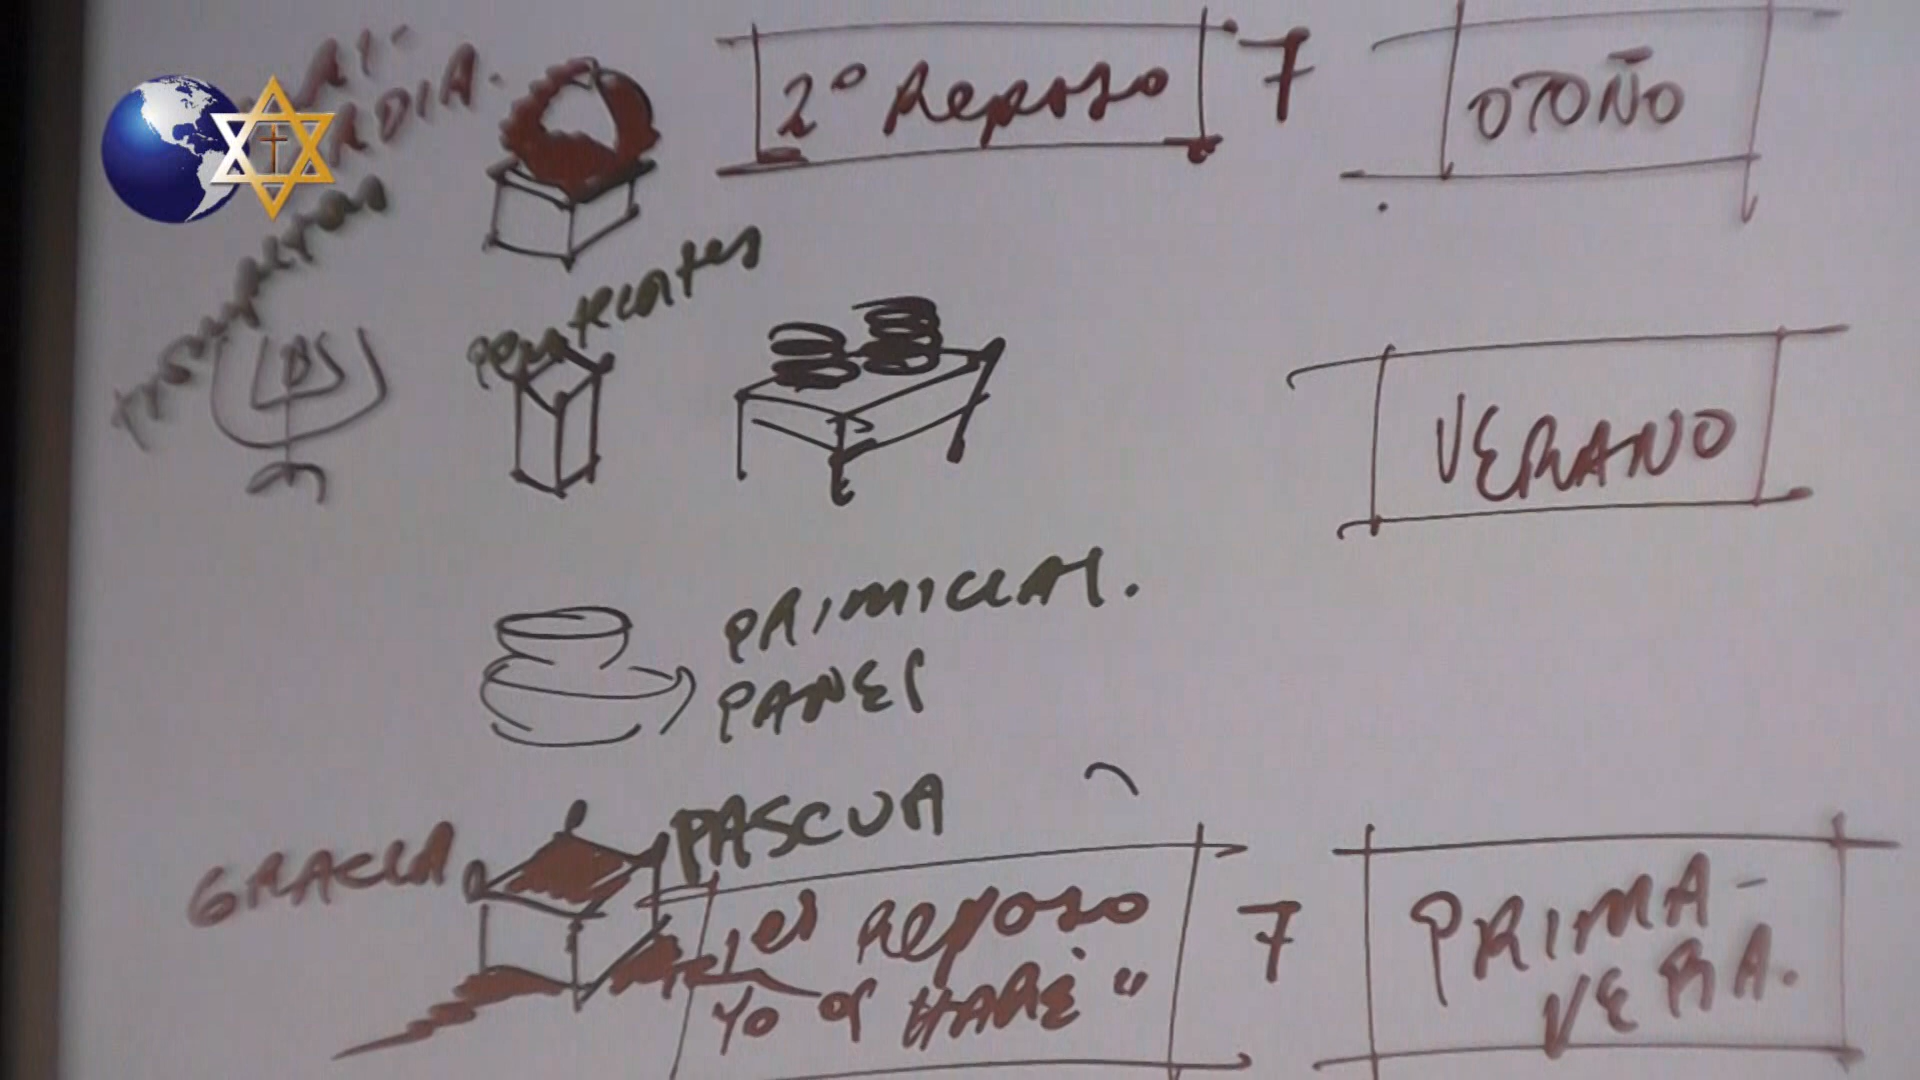 2º Reposo
7
OTOÑO
PENTECOSTES
VERANO
PRIMICIAS.
PANES
GRACIA
PASCUA
1er Reposo
Yo os HARÉ"
7
PRIMA-
VERA.